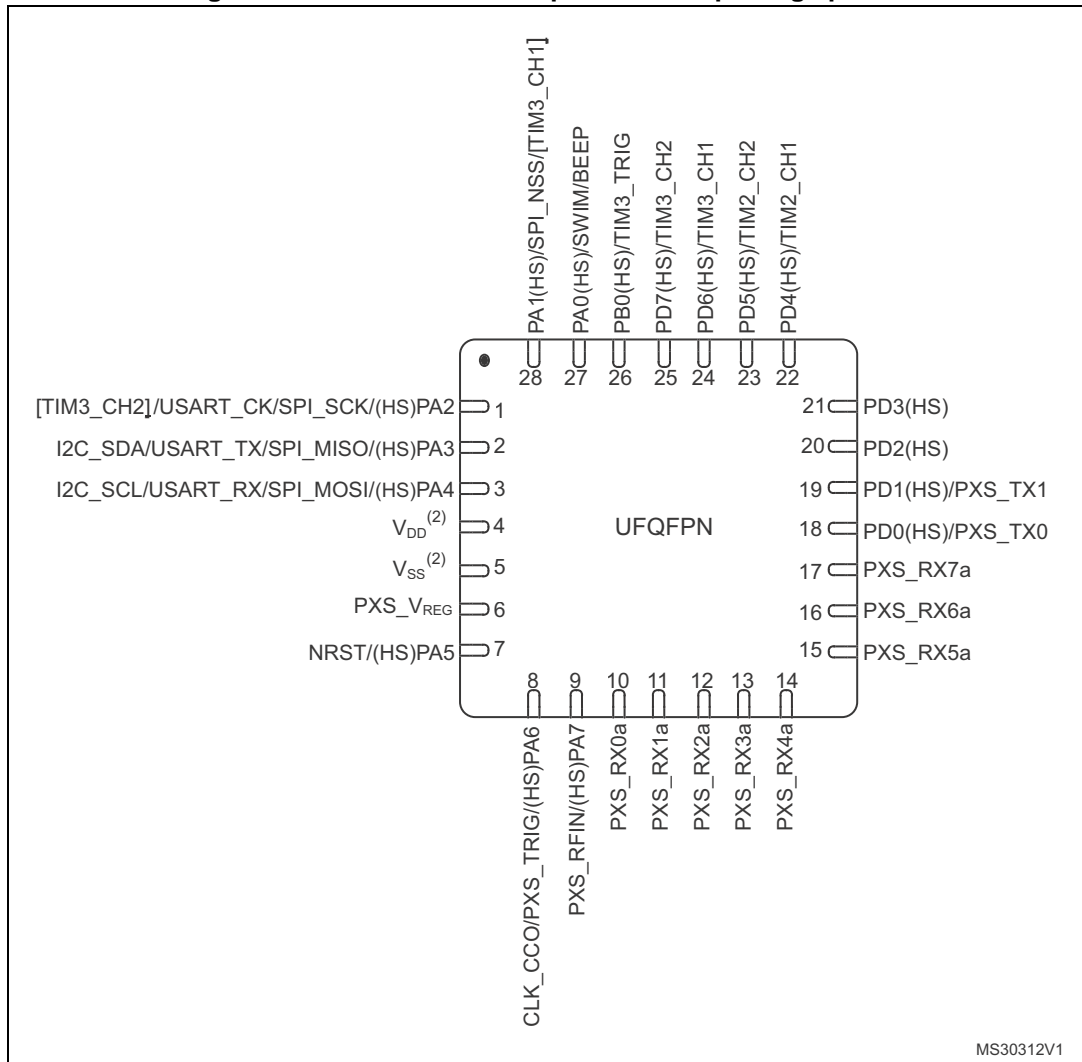 PA1(HS)/SPI_NSS/[TIM3_CH1]
PA0(HS)/SWIM/BEEP
PB0(HS)/TIM3_TRIG
PD7(HS)/TIM3_CH2
PD6(HS)/TIM3_CH1
PD5(HS)/TIM2_CH2
PD4(HS)/TIM2_CH1
28 27 26 25 24 23 22
[TIM3_CH2]/USART_CK/SPI_SCK/(HS)PA2 1
I2C_SDA/USART_TX/SPI_MISO/(HS)PA3 2
I2C_SCL/USART_RX/SPI_MOSI/(HS)PA4 3
VDD(2) 4
VSS(2) 5
PXS_VREG 6
NRST/(HS)PA5 7
UFQFPN
21 PD3(HS)
20 PD2(HS)
19 PD1(HS)/PXS_TX1
18 PD0(HS)/PXS_TX0
17 PXS_RX7a
16 PXS_RX6a
15 PXS_RX5a
8 9 10 11 12 13 14
CLK_CCO/PXS_TRIG/(HS)PA6
PXS_RFIN/(HS)PA7
PXS_RX0a
PXS_RX1a
PXS_RX2a
PXS_RX3a
PXS_RX4a
MS30312V1